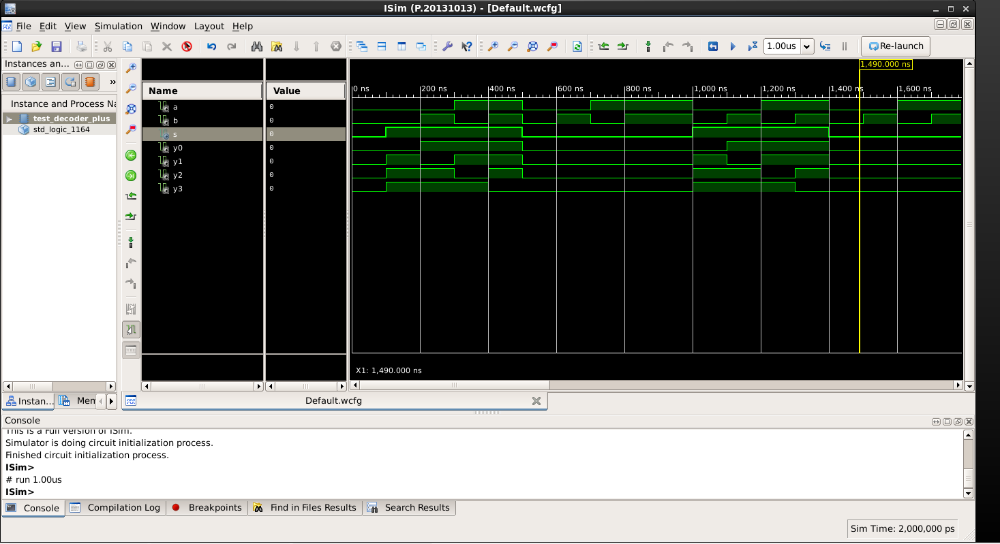 ISim (P.20131013) - [Default.wcfg]
File Edit View Simulation Window Layout Help
1.00us
Re-launch
Instances an...
»
Instance and Process Na
test_decoder_plus
std_logic_1164
Instan...
Mem
Name
Value
a 0
b 0
s 0
y0 0
y1 0
y2 0
y3 0
1,490.000 ns
0 ns 200 ns 400 ns 600 ns 800 ns 1,000 ns 1,200 ns 1,400 ns 1,600 ns
X1: 1,490.000 ns
Default.wcfg
Console
This is a Full version of ISim.
Simulator is doing circuit initialization process.
Finished circuit initialization process.
ISim>
# run 1.00us
ISim>
Console Compilation Log Breakpoints Find in Files Results Search Results
Sim Time: 2,000,000 ps